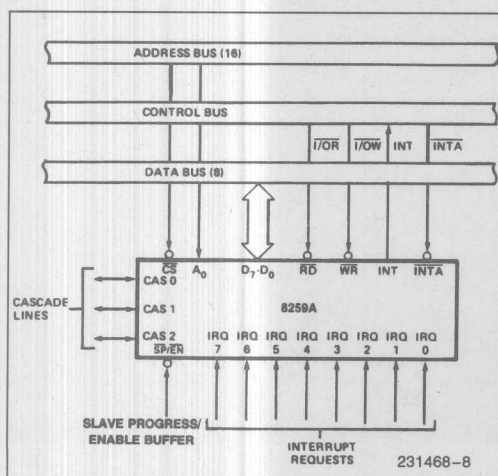 ADDRESS BUS (16)
CONTROL BUS
I/OR I/OW INT INTA
DATA BUS (8)
CS A0 D7-D0 RD WR INT INTA
CAS 0
8259A
CASCADE
LINES
CAS 1
CAS 2
SP/EN
IRQ IRQ IRQ IRQ IRQ IRQ IRQ IRQ
7 6 5 4 3 2 1 0
SLAVE PROGRESS/
ENABLE BUFFER
INTERRUPT
REQUESTS
231468-8